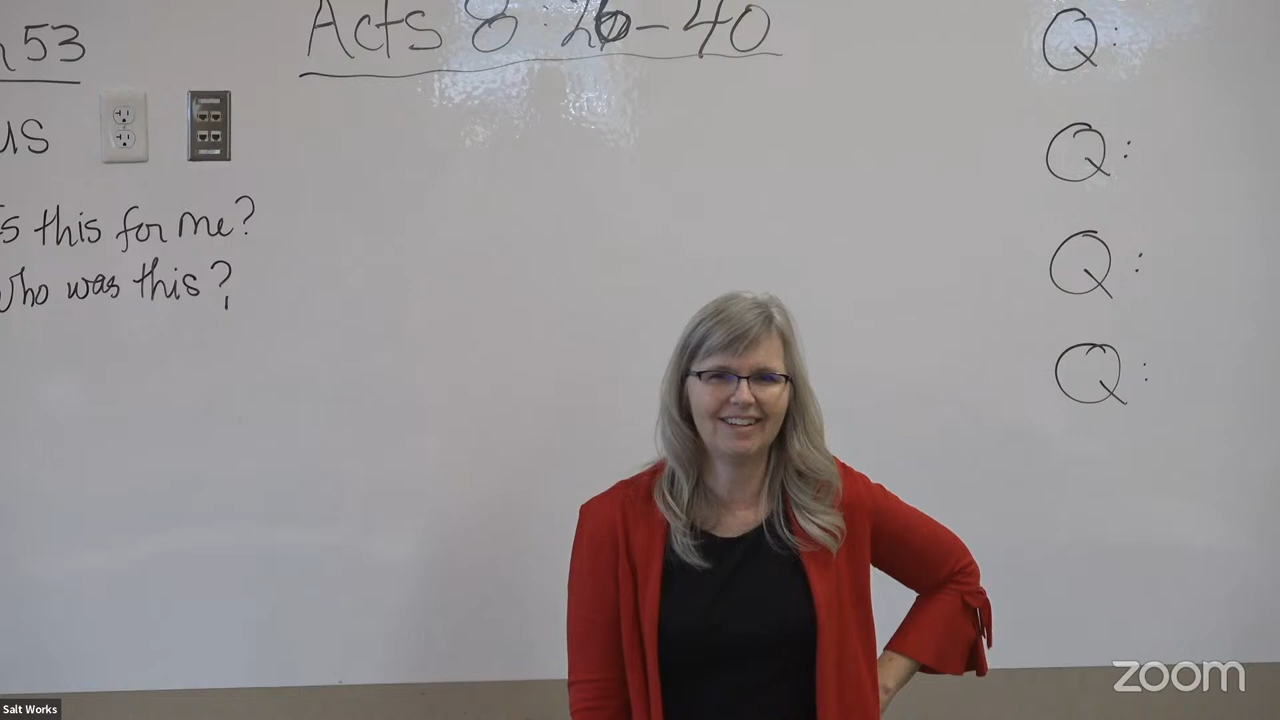 53
Acts 8:26-40
us
s this for me?
Who was this?
Q:
Q:
Q:
Q:
Salt Works
zoom